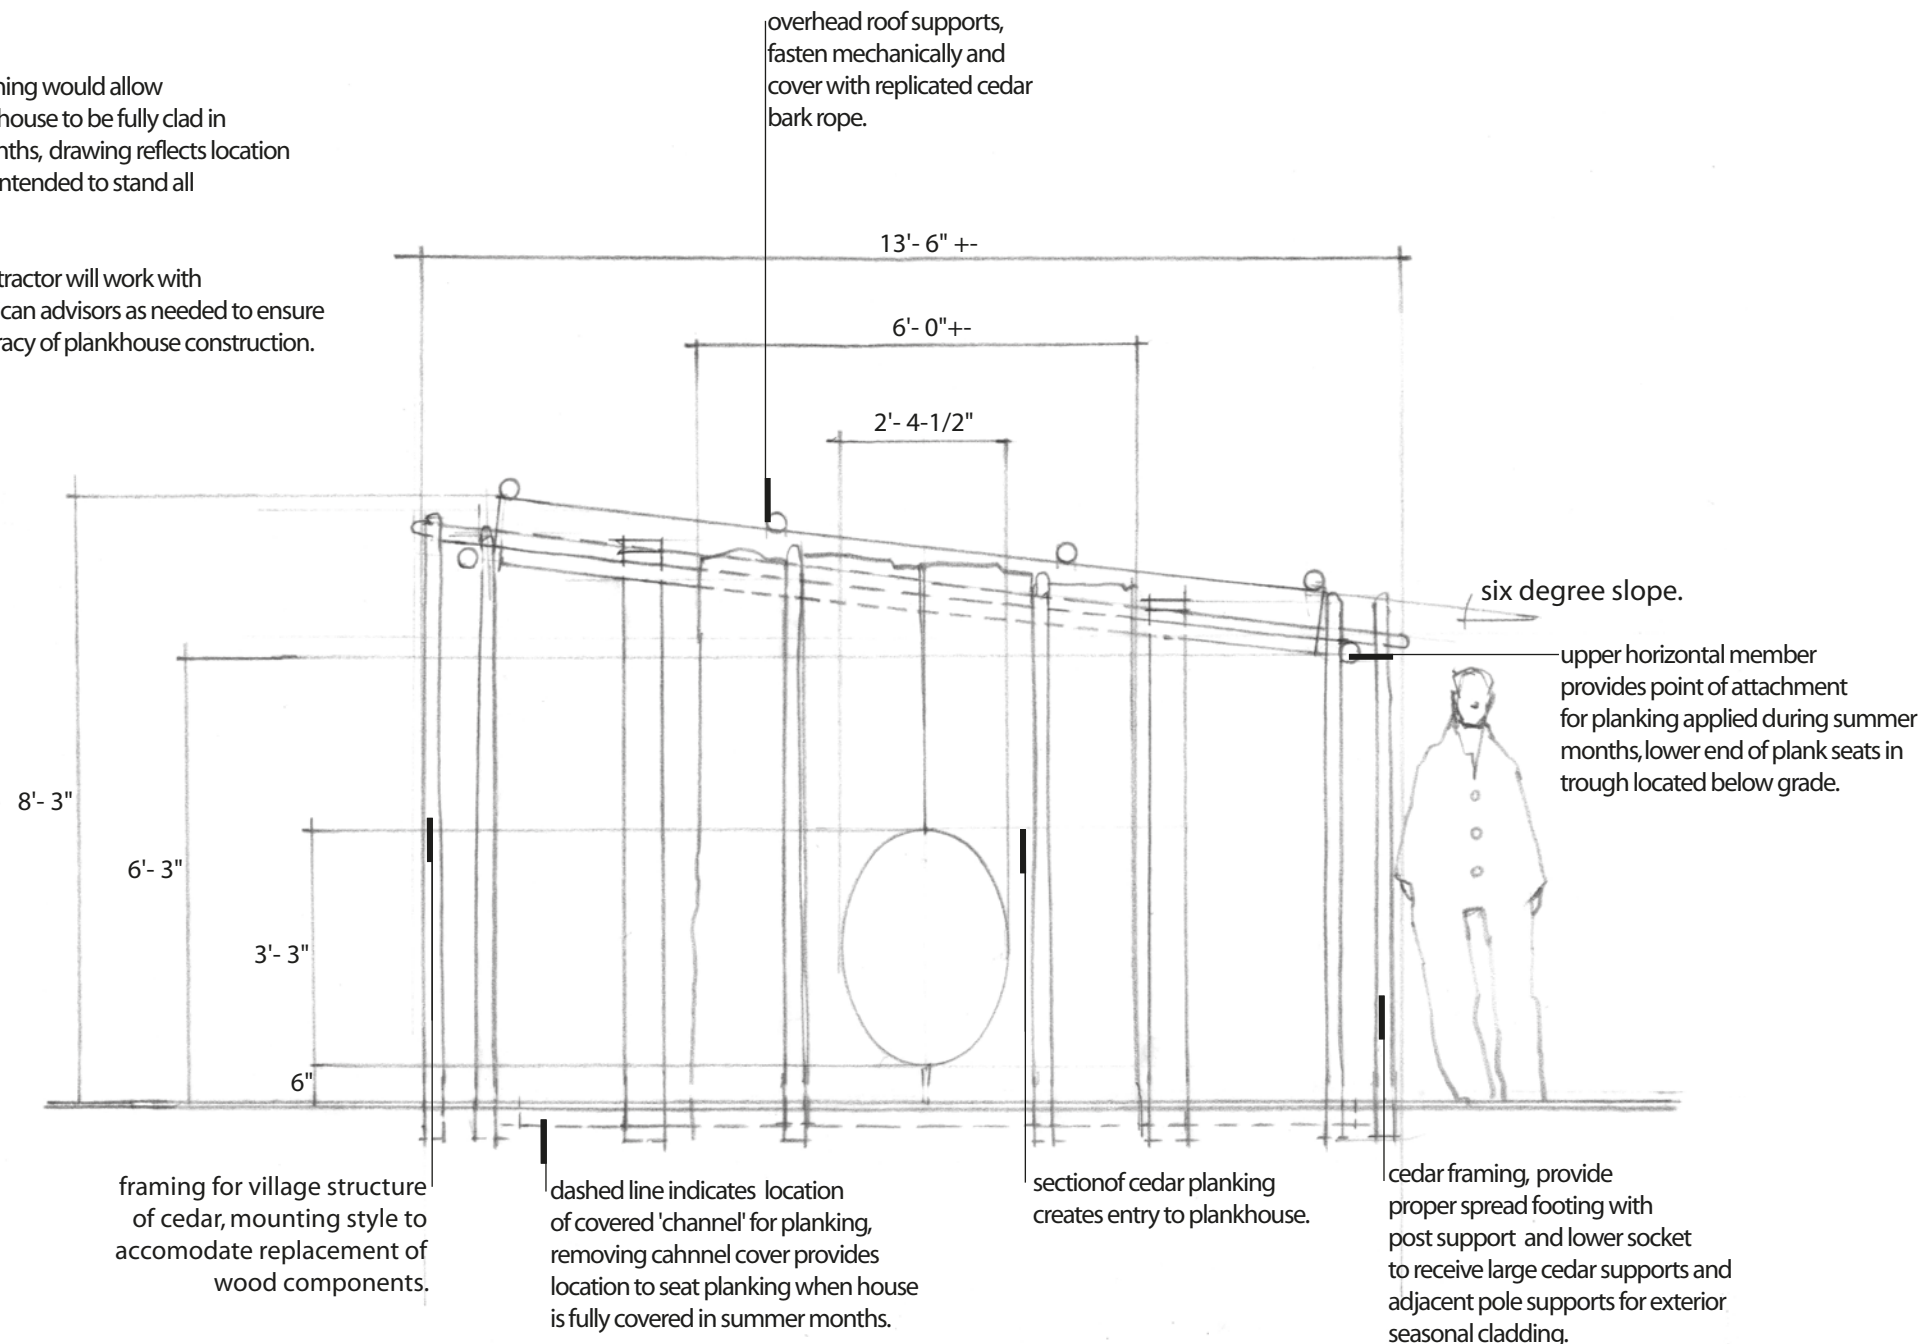 overhead roof supports,
fasten mechanically and
cover with replicated cedar
bark rope.
ning would allow
house to be fully clad in
nths, drawing reflects location
ntended to stand all
tractor will work with
can advisors as needed to ensure
racy of plankhouse construction.
13'- 6" +-
6'- 0"+-
2'- 4-1/2"
six degree slope.
upper horizontal member
provides point of attachment
for planking applied during summer
months, lower end of plank seats in
trough located below grade.
8'- 3"
6'- 3"
3'- 3"
6"
framing for village structure
of cedar, mounting style to
accomodate replacement of
wood components.
dashed line indicates location
of covered 'channel' for planking,
removing cahnnel cover provides
location to seat planking when house
is fully covered in summer months.
sectionof cedar planking
creates entry to plankhouse.
cedar framing, provide
proper spread footing with
post support and lower socket
to receive large cedar supports and
adjacent pole supports for exterior
seasonal cladding.